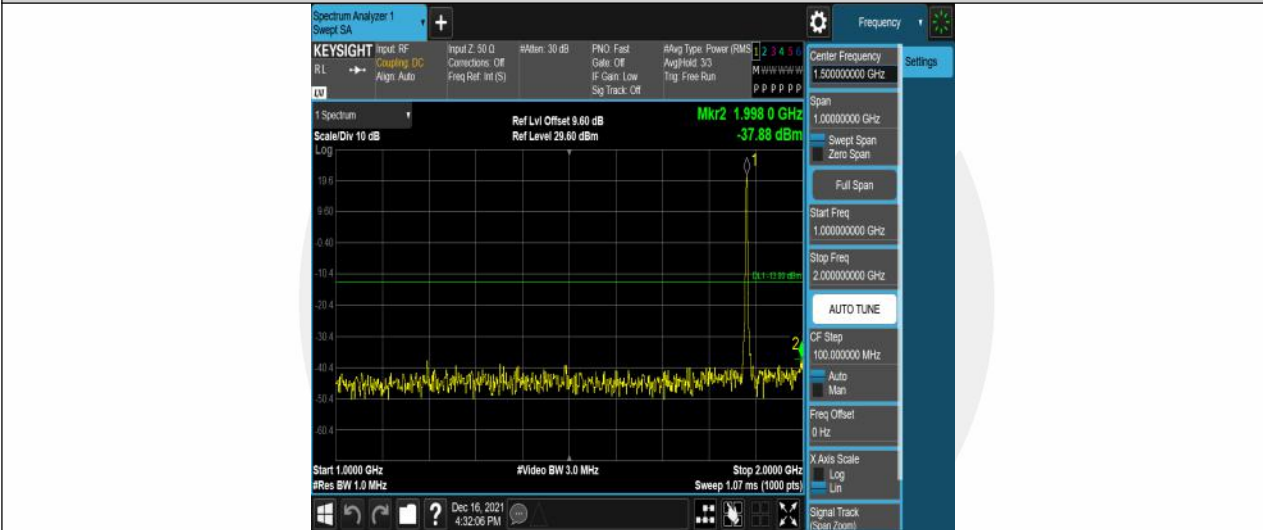 Spectrum Analyzer 1
Swept SA
+
Frequency
KEYSIGHT
RL
LV
Input: RF
Coupling: DC
Align: Auto
Input Z: 50 Ω
Corrections: Off
Freq Ref: Int (S)
#Atten: 30 dB
PNO: Fast
Gate: Off
IF Gain: Low
Sig Track: Off
#Avg Type: Power (RMS
Avg|Hold: 3/3
Trig: Free Run
1 2 3 4 5 6
M W W W W W
P P P P P P
Center Frequency
1.500000000 GHz
Settings
Span
1.00000000 GHz
Swept Span
Zero Span
Full Span
Start Freq
1.000000000 GHz
Stop Freq
2.000000000 GHz
AUTO TUNE
CF Step
100.000000 MHz
Auto
Man
Freq Offset
0 Hz
X Axis Scale
Log
Lin
Signal Track
(Span Zoom)
1 Spectrum
Scale/Div 10 dB
Log
Ref Lvl Offset 9.60 dB
Ref Level 29.60 dBm
Mkr2 1.998 0 GHz
-37.88 dBm
1
19.6
9.60
-0.40
-10.4
DL1 -13.00 dBm
-20.4
-30.4
2
-40.4
-50.4
-60.4
Start 1.0000 GHz
#Res BW 1.0 MHz
#Video BW 3.0 MHz
Stop 2.0000 GHz
Sweep 1.07 ms (1000 pts)
?
Dec 16, 2021
4:32:06 PM